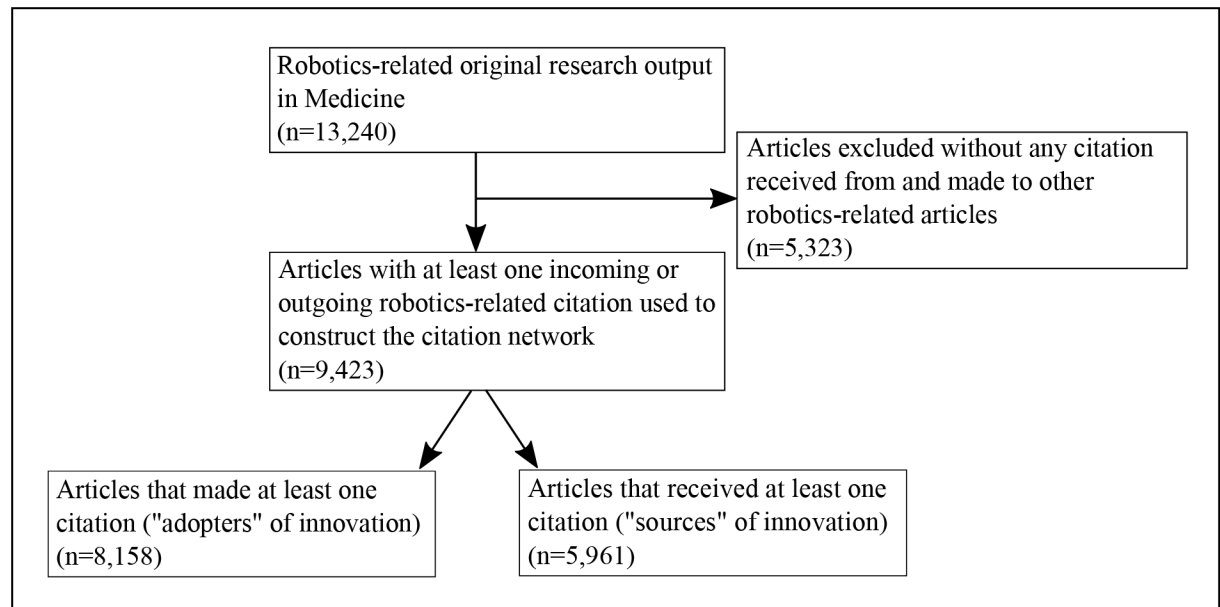 Robotics-related original research output
in Medicine
(n=13,240)
Articles excluded without any citation
received from and made to other
robotics-related articles
(n=5,323)
Articles with at least one incoming or
outgoing robotics-related citation used to
construct the citation network
(n=9,423)
Articles that made at least one
citation ("adopters" of innovation)
(n=8,158)
Articles that received at least one
citation ("sources" of innovation)
(n=5,961)